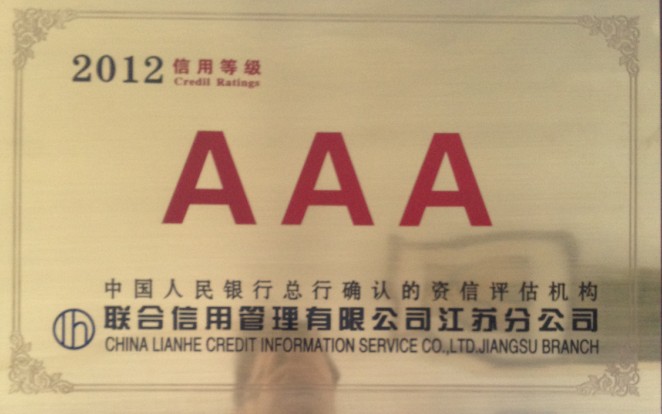 2012 信用等级
Credil Ratings
AAA
中国人民银行总行确认的资信评估机构
联合信用管理有限公司江苏分公司
CHINA LIANHE CREDIT INFORMATION SERVICE CO.,LTD.JIANGSU BRANCH